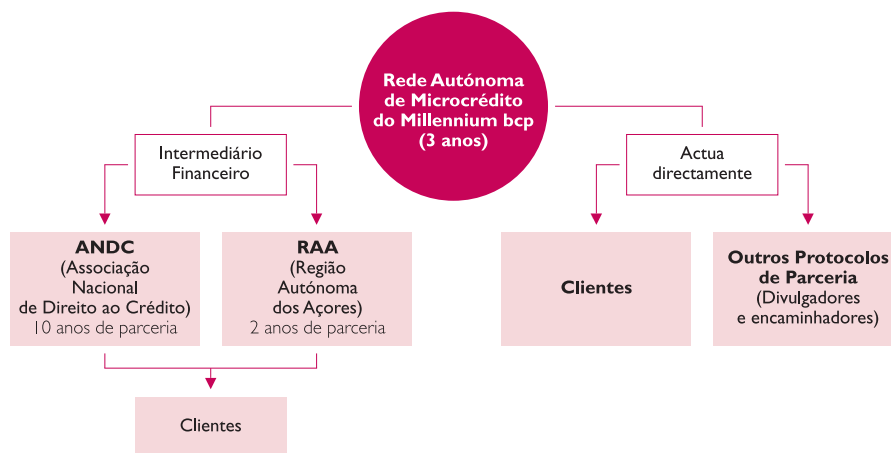 Rede Autónoma
de Microcrédito
do Millennium bcp
(3 anos)
Intermediário
Financeiro
Actua
directamente
ANDC
(Associação
Nacional
de Direito ao Crédito)
10 anos de parceria
RAA
(Região
Autónoma
dos Açores)
2 anos de parceria
Clientes
Outros Protocolos
de Parceria
(Divulgadores
e encaminhadores)
Clientes